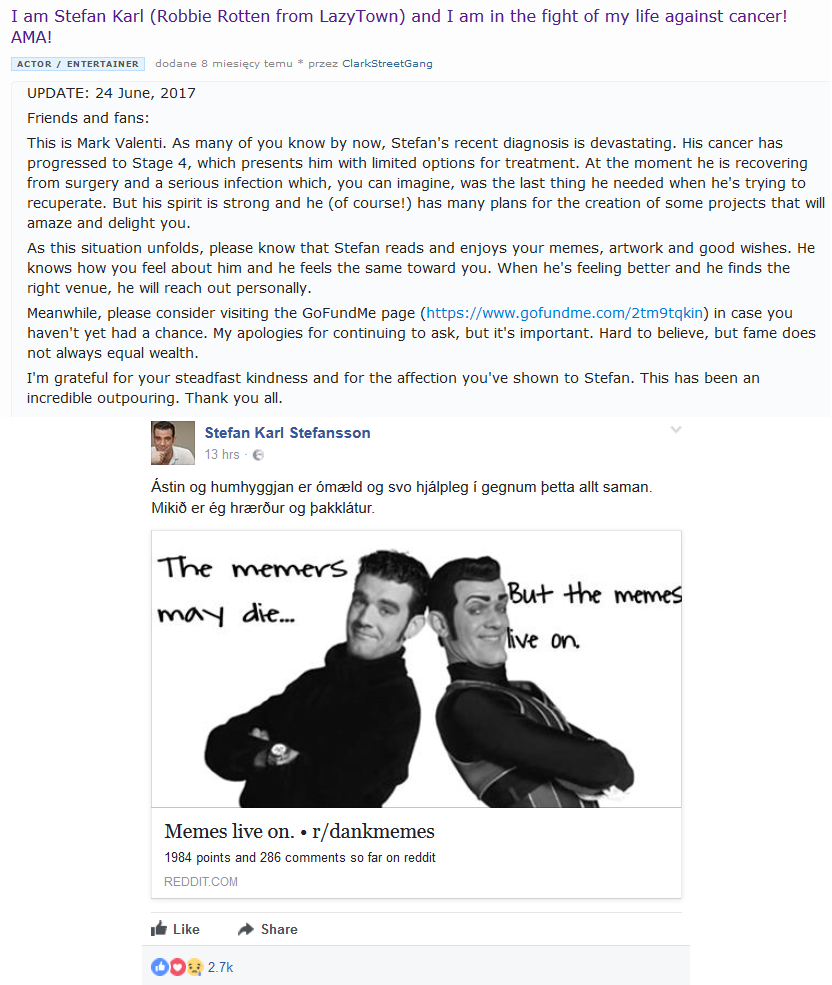 I am Stefan Karl (Robbie Rotten from LazyTown) and I am in the fight of my life against cancer!
AMA!
ACTOR / ENTERTAINER dodane 8 miesięcy temu * przez ClarkStreetGang
UPDATE: 24 June, 2017
Friends and fans:
This is Mark Valenti. As many of you know by now, Stefan's recent diagnosis is devastating. His cancer has
progressed to Stage 4, which presents him with limited options for treatment. At the moment he is recovering
from surgery and a serious infection which, you can imagine, was the last thing he needed when he's trying to
recuperate. But his spirit is strong and he (of course!) has many plans for the creation of some projects that will
amaze and delight you.
As this situation unfolds, please know that Stefan reads and enjoys your memes, artwork and good wishes. He
knows how you feel about him and he feels the same toward you. When he's feeling better and he finds the
right venue, he will reach out personally.
Meanwhile, please consider visiting the GoFundMe page (https://www.gofundme.com/2tm9tqkin) in case you
haven't yet had a chance. My apologies for continuing to ask, but it's important. Hard to believe, but fame does
not always equal wealth.
I'm grateful for your steadfast kindness and for the affection you've shown to Stefan. This has been an
incredible outpouring. Thank you all.
Stefan Karl Stefansson
13 hrs ·
Ástin og humhyggjan er ómæld og svo hjálpleg í gegnum þetta allt saman.
Mikið er ég hrærður og þakklátur.
The memers
may die...
But the memes
live on.
Memes live on. • r/dankmemes
1984 points and 286 comments so far on reddit
REDDIT.COM
Like Share
2.7k